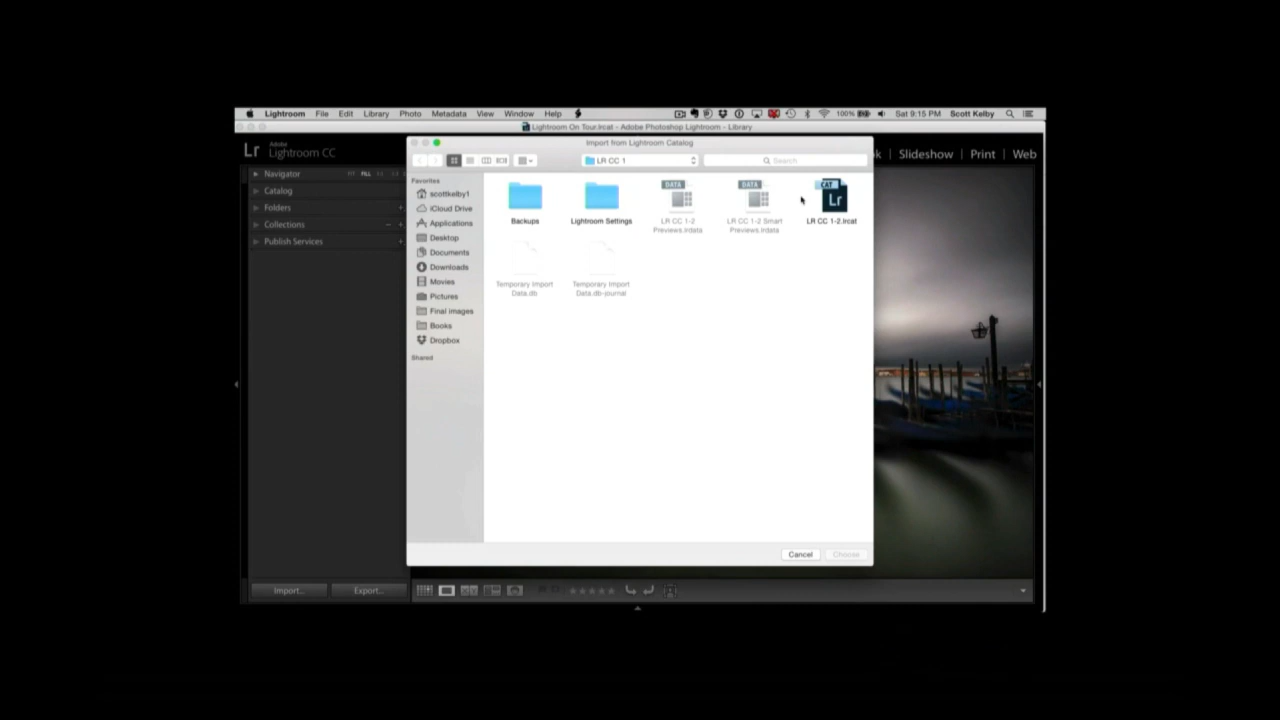 Lightroom File Edit Library Photo Metadata View Window Help 100% Sat 9:15 PM Scott Kelby
Lightroom On Tour.lrcat - Adobe Photoshop Lightroom - Library
Lr Adobe
Lightroom CC
Slideshow | Print | Web
Import from Lightroom Catalog
LR CC 1
Search
Navigator FILL
Catalog
Folders
Collections
Publish Services
Favorites
scottkelby1
iCloud Drive
Applications
Desktop
Documents
Downloads
Movies
Pictures
Final images
Books
Dropbox
Shared
DATA DATA CAT
Lr
Backups
Lightroom Settings
LR CC 1-2
Previews.lrdata
LR CC 1-2 Smart
Previews.lrdata
LR CC 1-2.lrcat
Temporary Import
Data.db
Temporary Import
Data.db-journal
Cancel Choose
Import... Export...